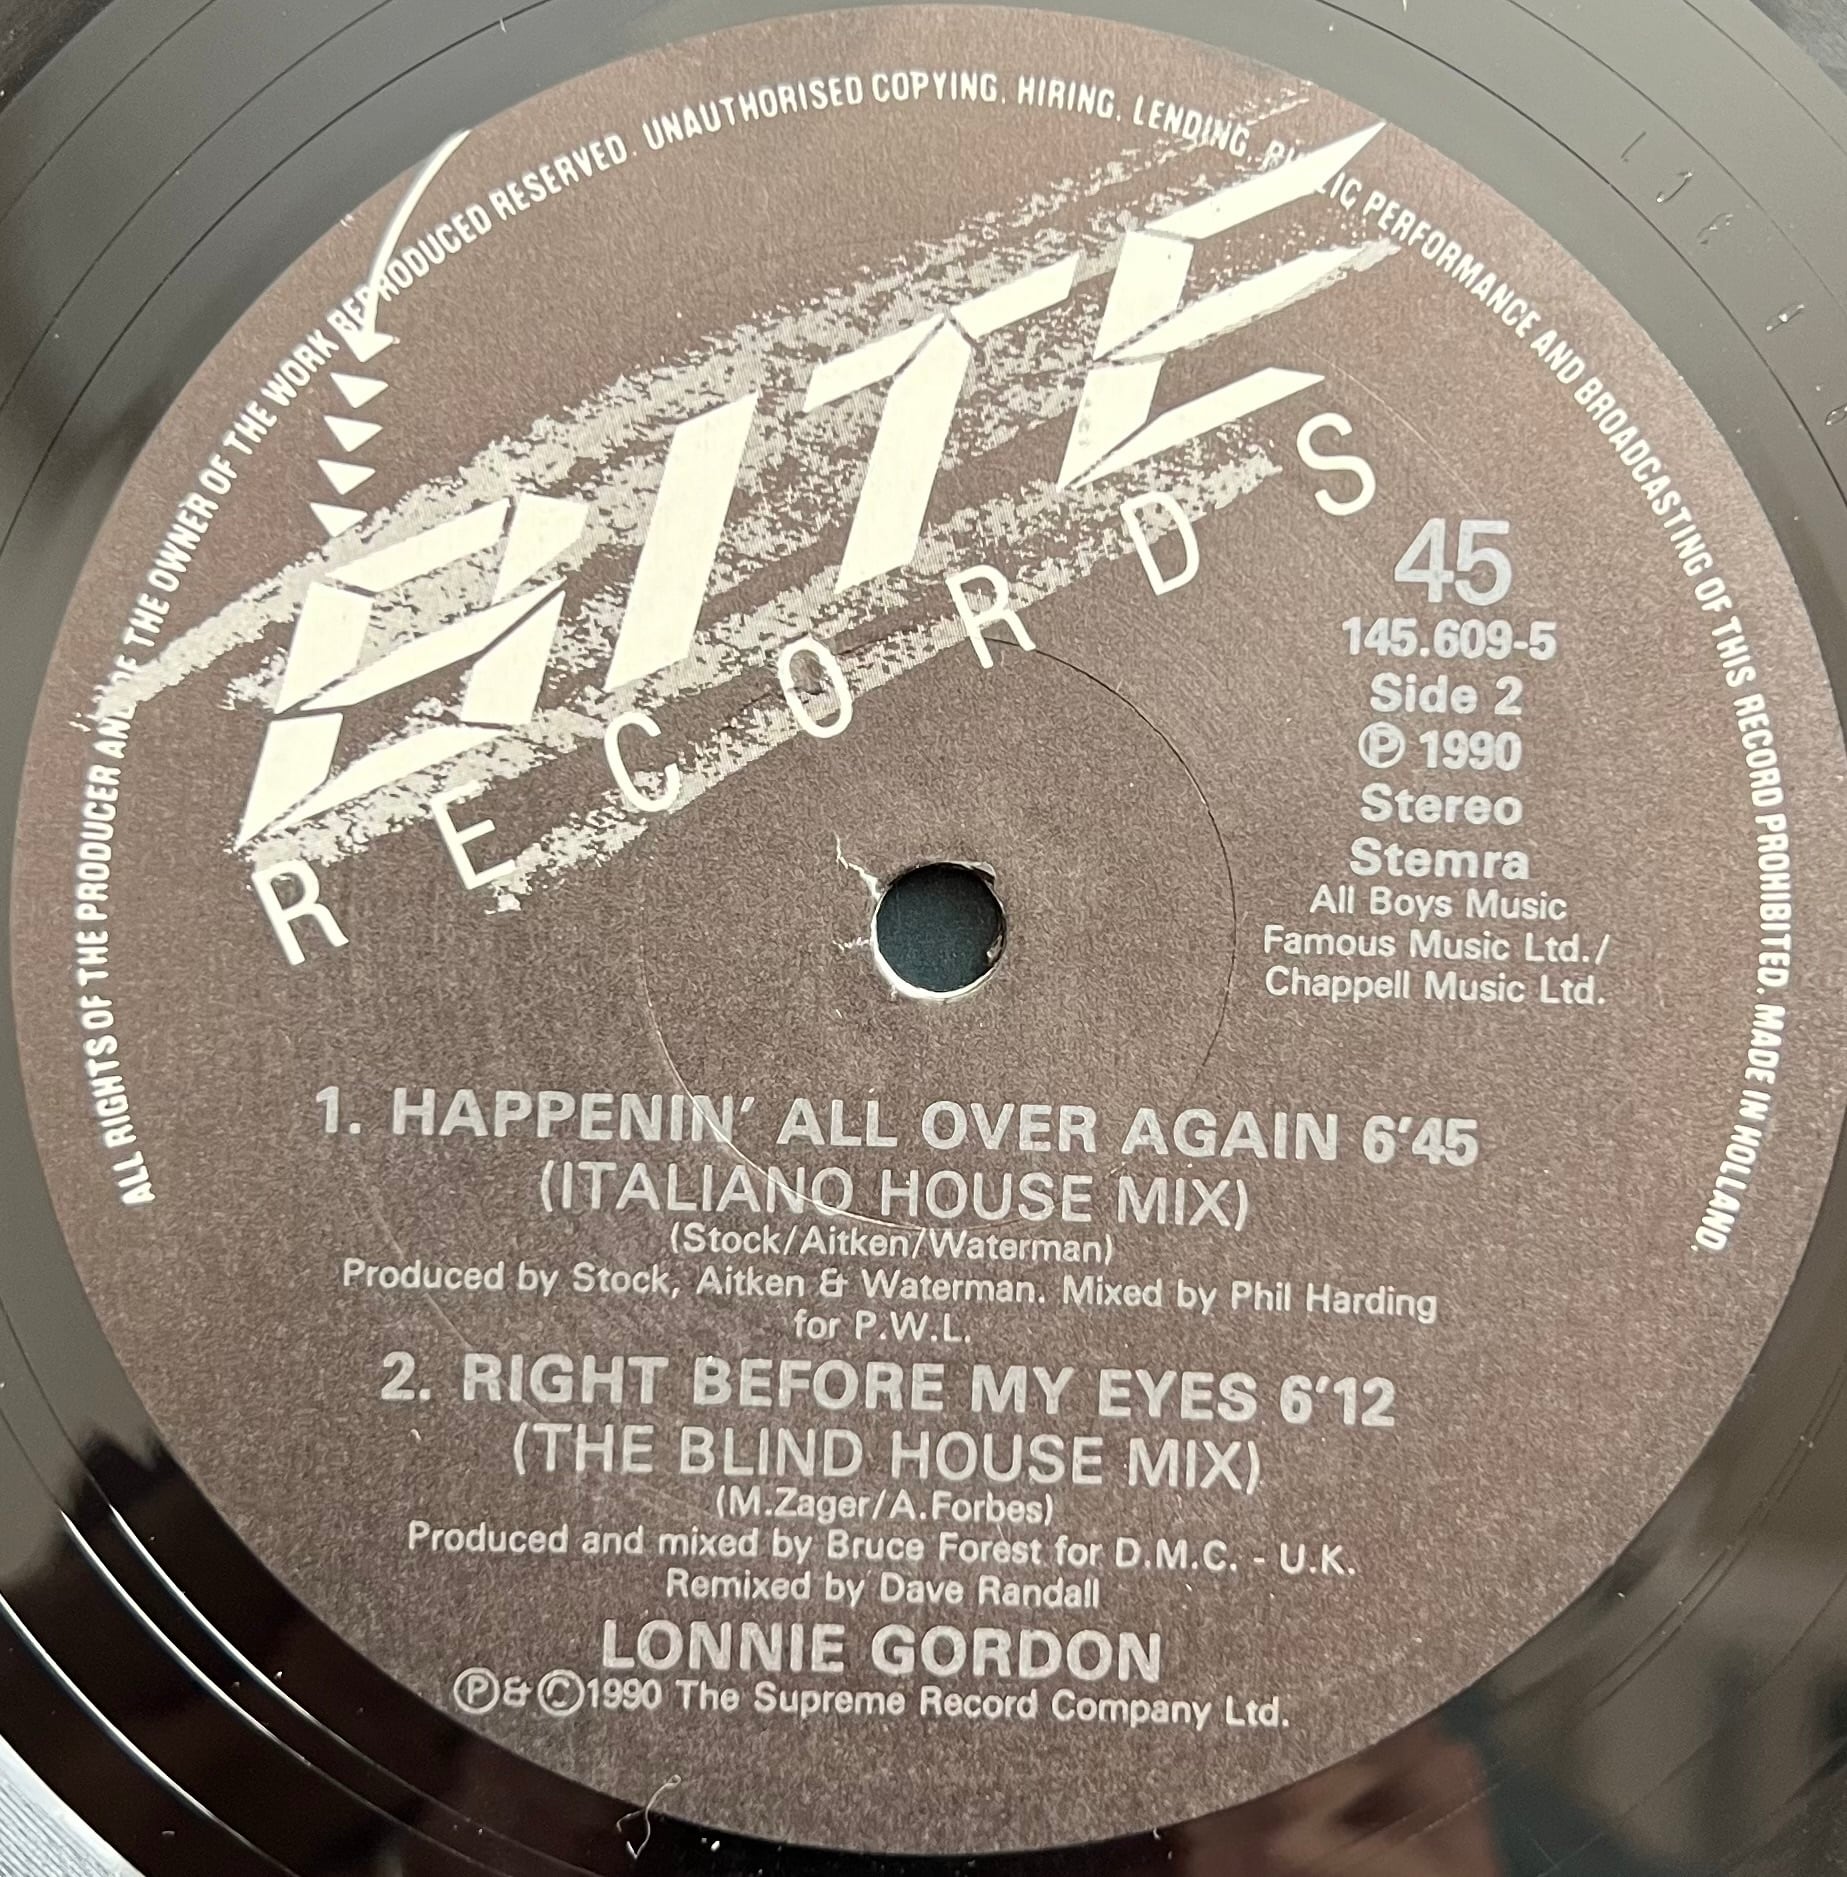 ALL RIGHTS OF THE PRODUCER AND OF THE OWNER OF THE WORK REPRODUCED RESERVED. UNAUTHORISED COPYING, HIRING, LENDING, PUBLIC PERFORMANCE AND BROADCASTING OF THIS RECORD PROHIBITED. MADE IN HOLLAND.
BITE
RECORDS
45
145.609-5
Side 2
℗ 1990
Stereo
Stemra
All Boys Music
Famous Music Ltd./
Chappell Music Ltd.
1. HAPPENIN' ALL OVER AGAIN 6'45
(ITALIANO HOUSE MIX)
(Stock/Aitken/Waterman)
Produced by Stock, Aitken & Waterman. Mixed by Phil Harding
for P.W.L.
2. RIGHT BEFORE MY EYES 6'12
(THE BLIND HOUSE MIX)
(M.Zager/A.Forbes)
Produced and mixed by Bruce Forest for D.M.C. - U.K.
Remixed by Dave Randall
LONNIE GORDON
℗&©1990 The Supreme Record Company Ltd.